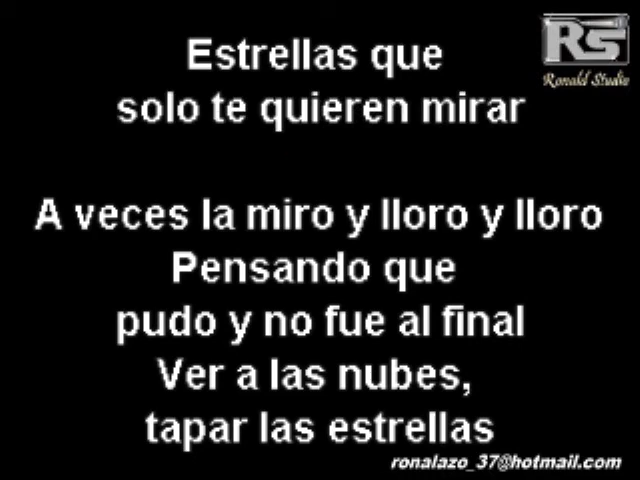 RS
Ronald Studio
Estrellas que
solo te quieren mirar
A veces la miro y lloro y lloro
Pensando que
pudo y no fue al final
Ver a las nubes,
tapar las estrellas
ronalazo_37@hotmail.com